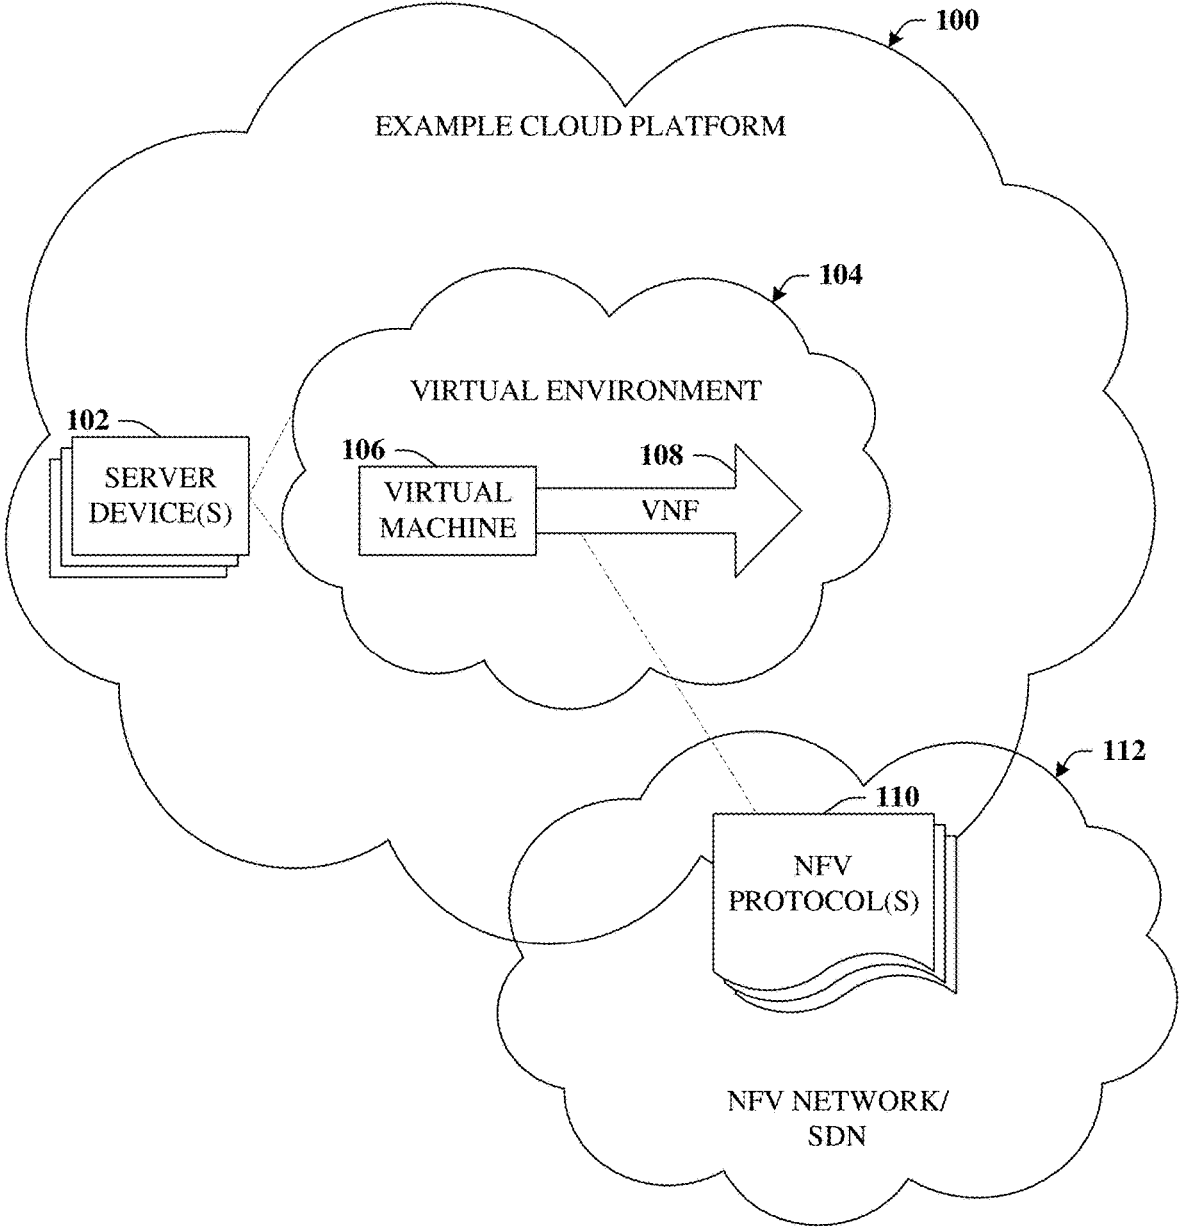 100
EXAMPLE CLOUD PLATFORM
104
VIRTUAL ENVIRONMENT
102
SERVER
DEVICE(S)
106
VIRTUAL
MACHINE
108
VNF
112
110
NFV
PROTOCOL(S)
NFV NETWORK/
SDN